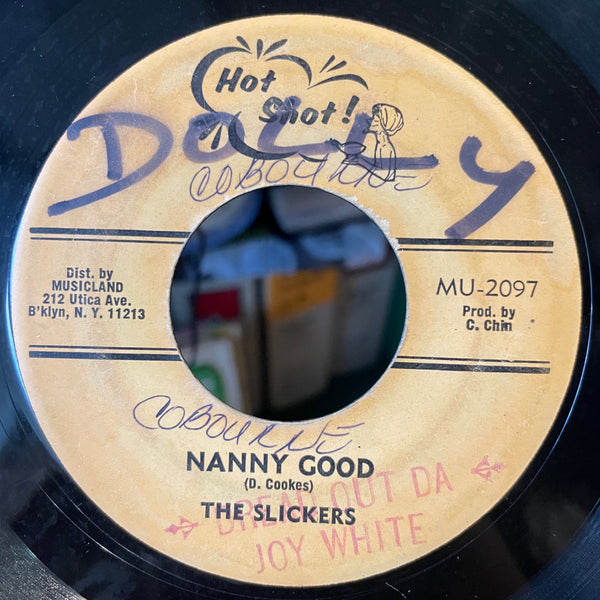 Hot
Shot!
DOLLY
COBOURNE
Dist. by
MUSICLAND
212 Utica Ave.
B'klyn, N. Y. 11213
MU-2097
Prod. by
C. Chin
COBOURNE
NANNY GOOD
(D. Cookes)
THE SLICKERS
DREAD OUT DA
JOY WHITE